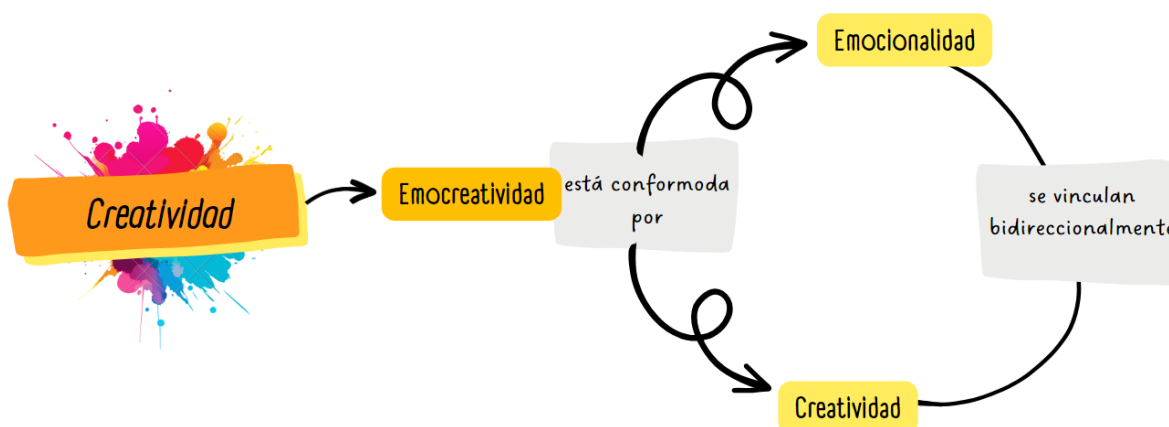 Creatividad
Emocreatividad
está conformoda
por
Emocionalidad
Creatividad
se vinculan
bidireccionalmente